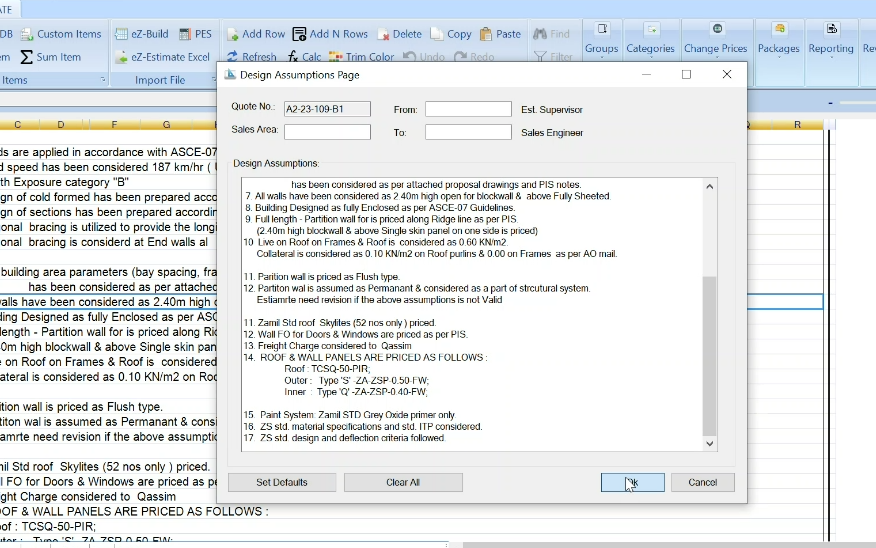 ATE
DB Custom Items eZ-Build PES Add Row Add N Rows Delete Copy Paste Find
em Sum Item eZ-Estimate Excel Refresh Calc Trim Color Undo Redo Filter
Groups Categories Change Prices Packages Reporting Rev
Items Import File
Design Assumptions Page
Quote No.: A2-23-109-B1 From: Est. Supervisor
Sales Area: To: Sales Engineer
Design Assumptions:
has been considered as per attached proposal drawings and PIS notes.
7. All walls have been considered as 2.40m high open for blockwall & above Fully Sheeted.
8. Building Designed as fully Enclosed as per ASCE-07 Guidelines.
9. Full length - Partition wall for is priced along Ridge line as per PIS.
(2.40m high blockwall & above Single skin panel on one side is priced)
10 Live on Roof on Frames & Roof is considered as 0.60 KN/m2.
Collateral is considered as 0.10 KN/m2 on Roof purlins & 0.00 on Frames as per AO mail.
11. Parition wall is priced as Flush type.
12. Partiton wal is assumed as Permanant & considered as a part of strcutural system.
Estiamrte need revision if the above assumptions is not Valid
11. Zamil Std roof Skylites (52 nos only ) priced.
12. Wall FO for Doors & Windows are priced as per PIS.
13. Freight Charge considered to Qassim
14. ROOF & WALL PANELS ARE PRICED AS FOLLOWS :
Roof : TCSQ-50-PIR;
Outer : Type 'S' -ZA-ZSP-0.50-FW;
Inner : Type 'Q' -ZA-ZSP-0.40-FW;
15. Paint System: Zamil STD Grey Oxide primer only.
16. ZS std. material specifications and std. ITP considered.
17. ZS std. design and deflection criteria followed.
Set Defaults Clear All Ok Cancel
C D F G R
ds are applied in accordance with ASCE-07
d speed has been considered 187 km/hr (
th Exposure category "B"
gn of cold formed has been prepared acco
gn of sections has been prepared accordin
onal bracing is utilized to provide the longi
onal bracing is considerd at End walls al
building area parameters (bay spacing, fra
has been considered as per attached
alls have been considered as 2.40m high
ding Designed as fully Enclosed as per ASC
length - Partition wall for is priced along Ri
0m high blockwall & above Single skin pan
e on Roof on Frames & Roof is considered
ateral is considered as 0.10 KN/m2 on Roo
ition wall is priced as Flush type.
titon wal is assumed as Permanant & consi
amrte need revision if the above assumptio
nil Std roof Skylites (52 nos only ) priced.
l FO for Doors & Windows are priced as pe
ight Charge considered to Qassim
OF & WALL PANELS ARE PRICED AS FOLLOWS :
of : TCSQ-50-PIR;